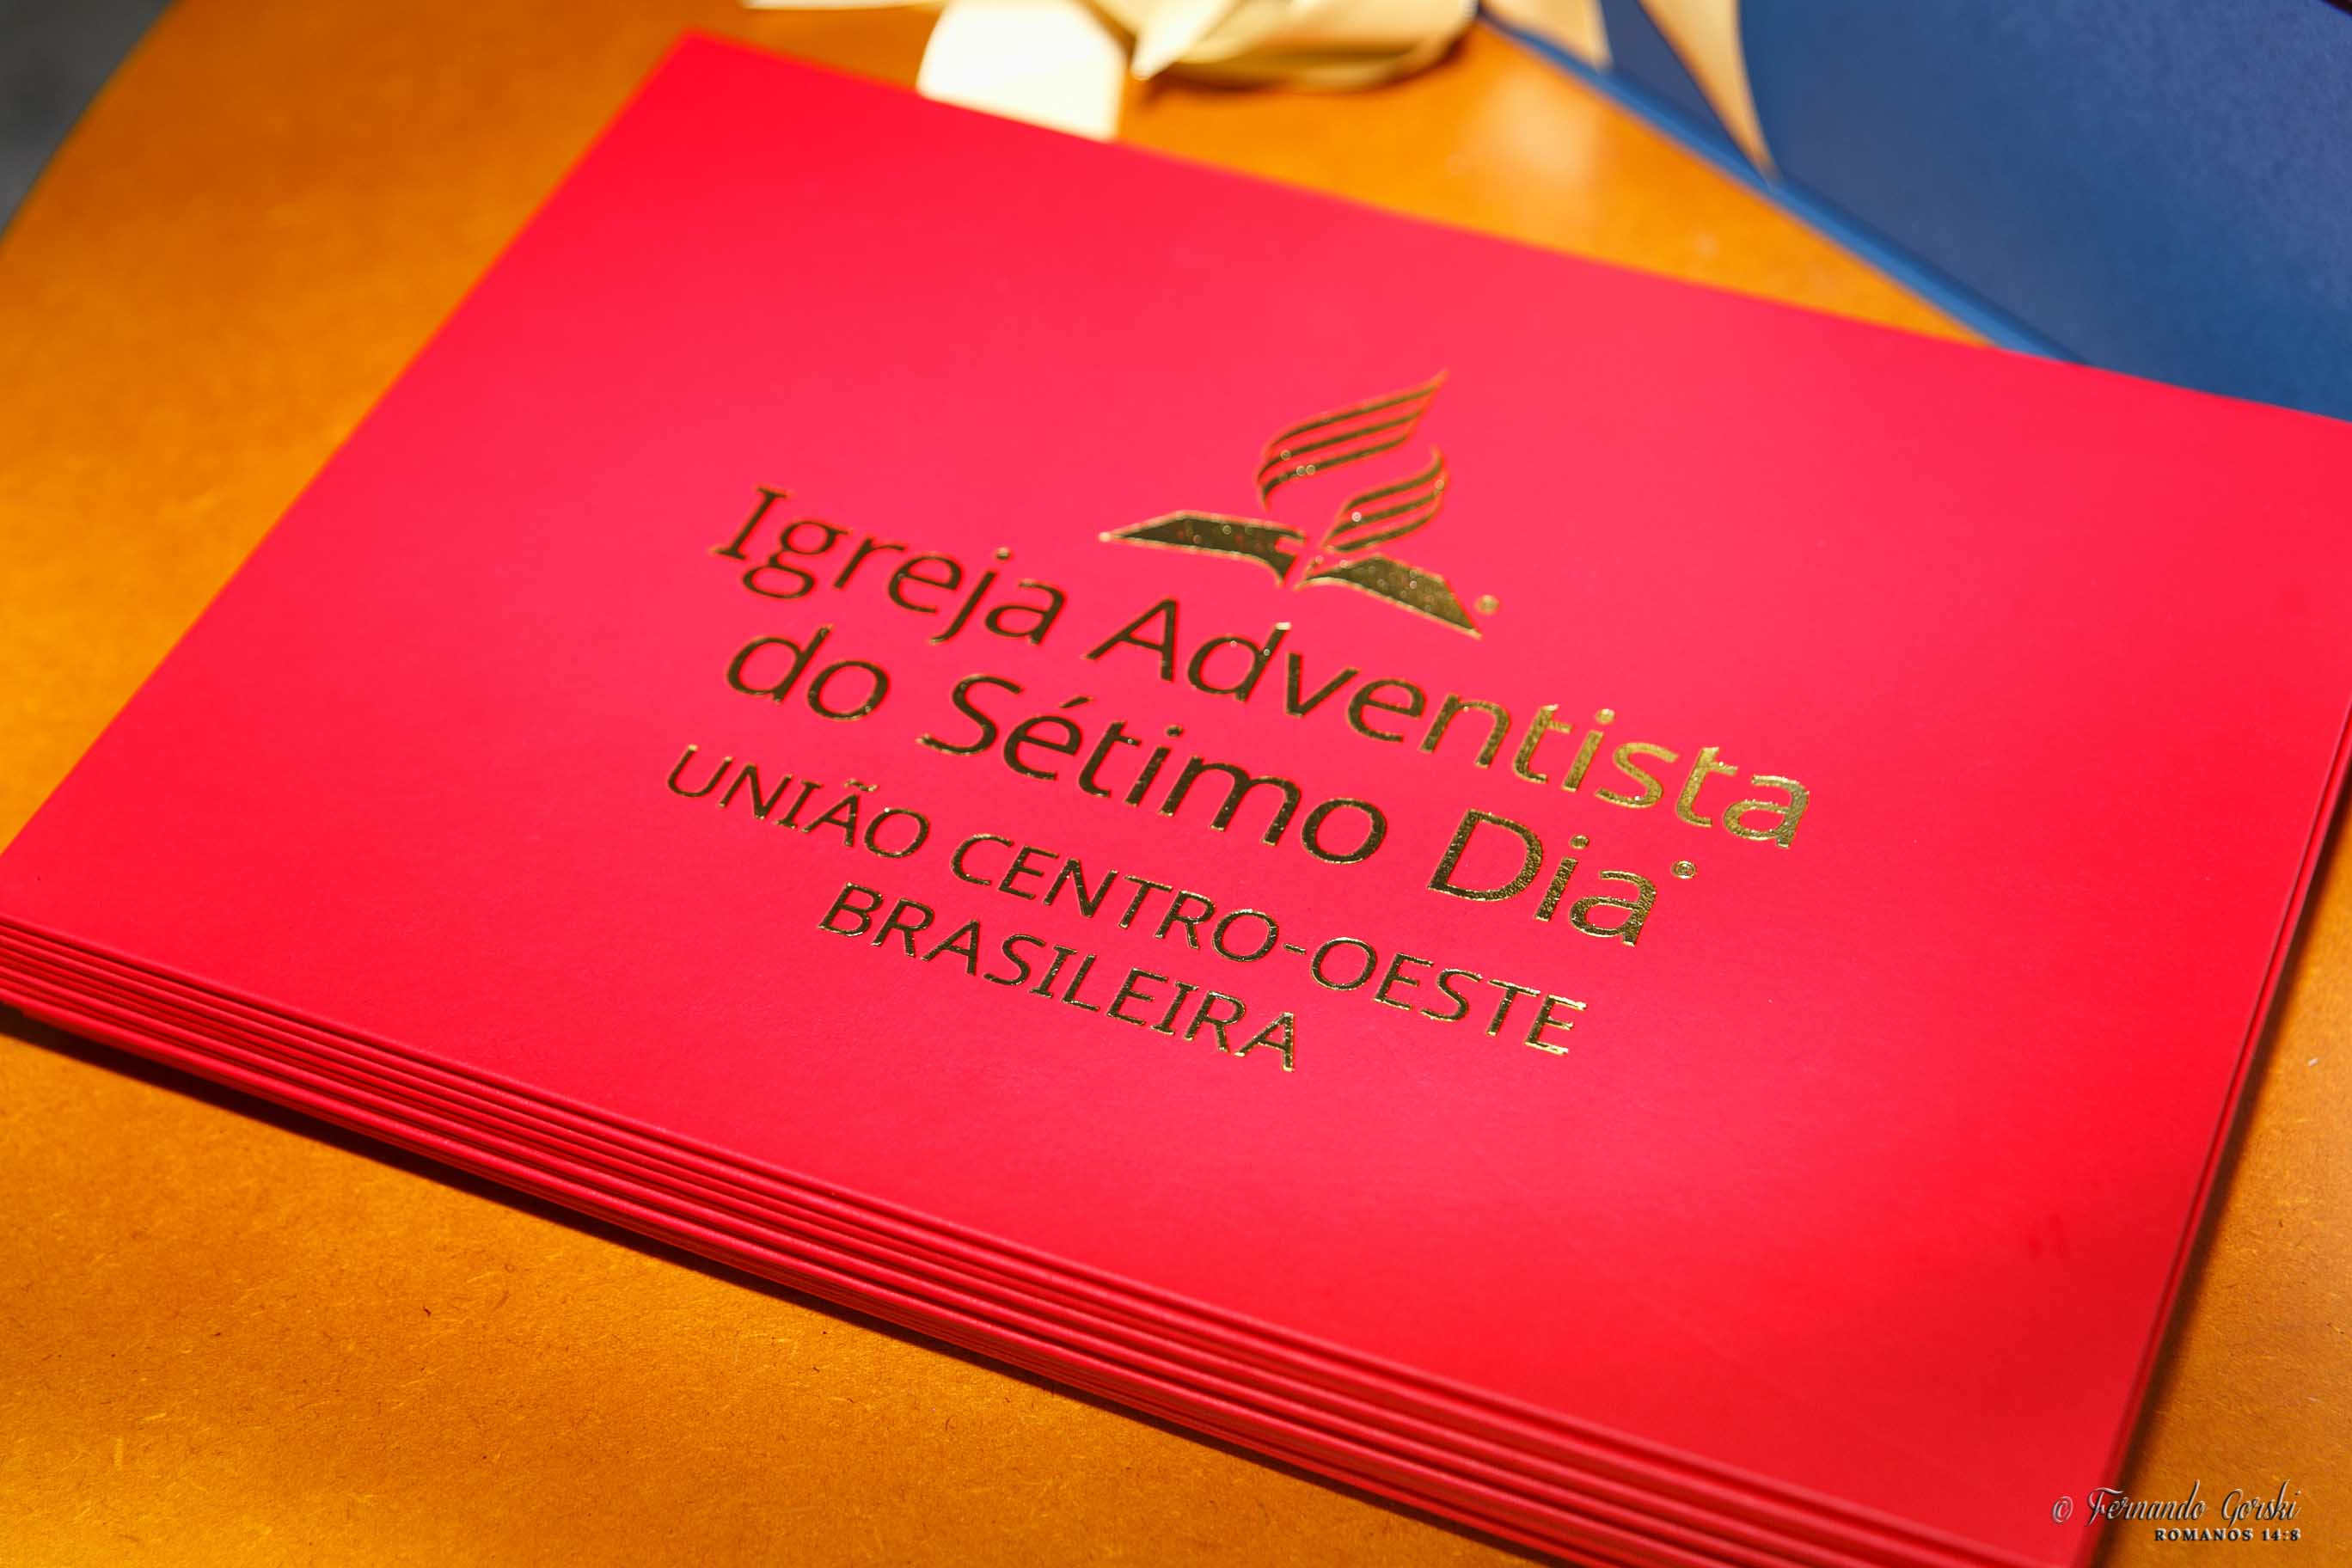 Igreja Adventista
do Sétimo Dia®
UNIÃO CENTRO-OESTE
BRASILEIRA
© Fernando Gorski
ROMANOS 14:8